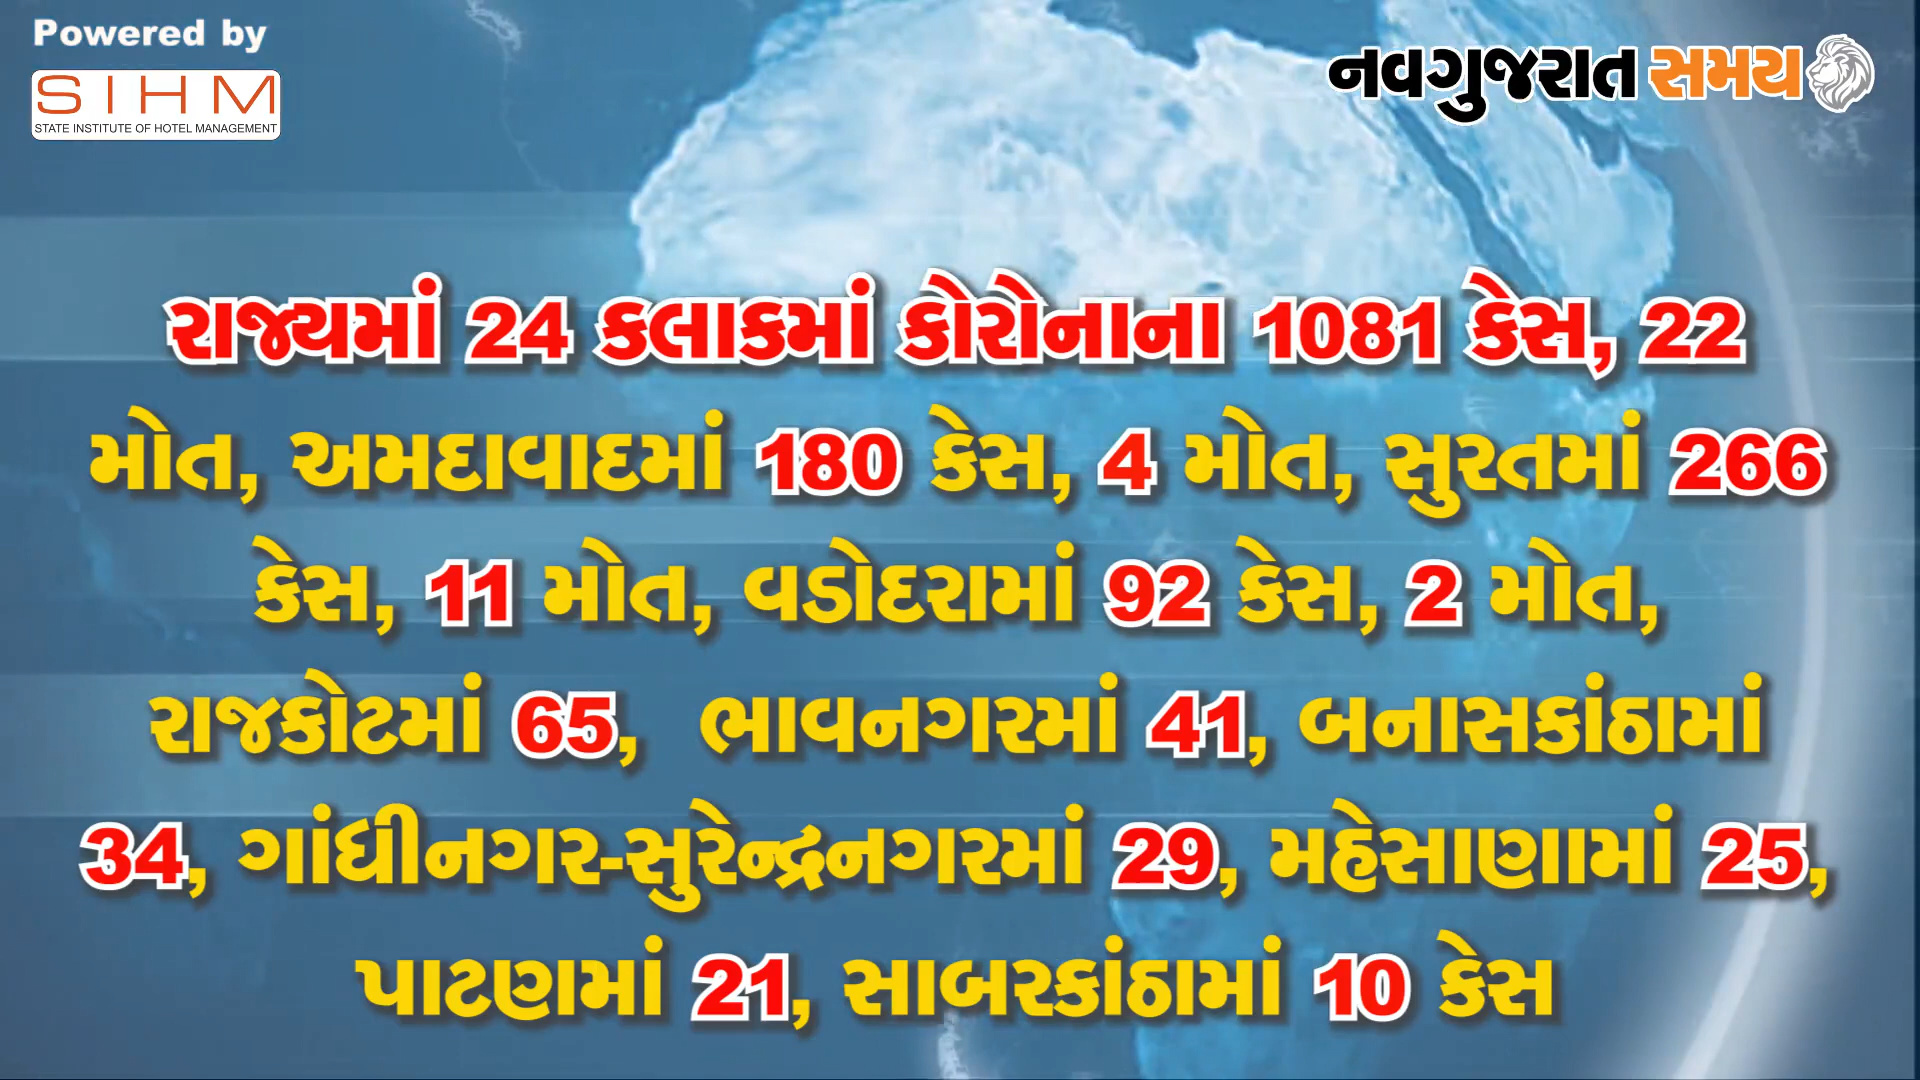 Powered by
SIHM
STATE INSTITUTE OF HOTEL MANAGEMENT
નવગુજરાત સમય
રાજ્યમાં 24 કલાકમાં કોરોનાના 1081 કેસ, 22
મોત, અમદાવાદમાં 180 કેસ, 4 મોત, સુરતમાં 266
કેસ, 11 મોત, વડોદરામાં 92 કેસ, 2 મોત,
રાજકોટમાં 65, ભાવનગરમાં 41, બનાસકાંઠામાં
34, ગાંધીનગર-સુરેન્દ્રનગરમાં 29, મહેસાણામાં 25,
પાટણમાં 21, સાબરકાંઠામાં 10 કેસ